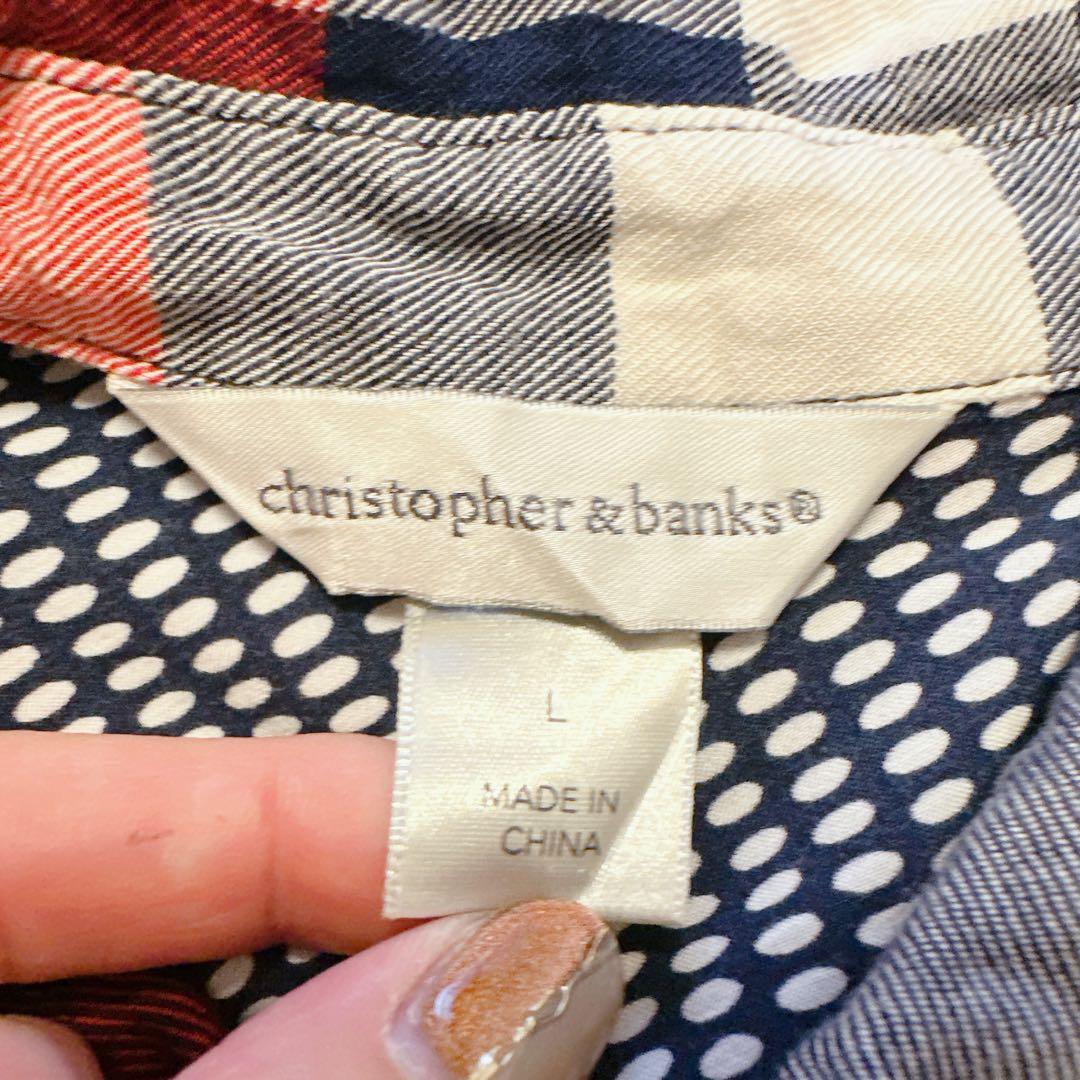 christopher & banks®
L
MADE IN
CHINA